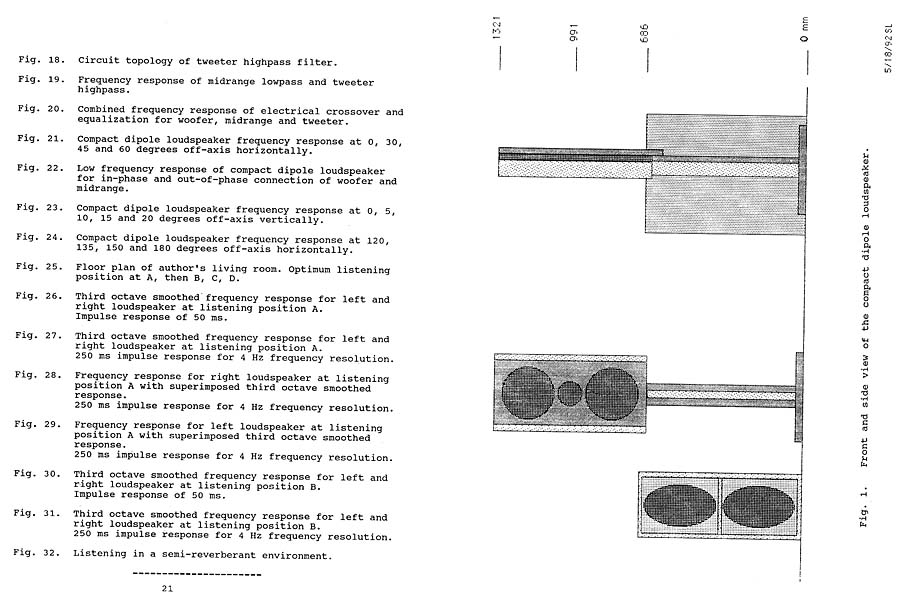 Fig. 18. Circuit topology of tweeter highpass filter.
Fig. 19. Frequency response of midrange lowpass and tweeter
highpass.
Fig. 20. Combined frequency response of electrical crossover and
equalization for woofer, midrange and tweeter.
Fig. 21. Compact dipole loudspeaker frequency response at 0, 30,
45 and 60 degrees off-axis horizontally.
Fig. 22. Low frequency response of compact dipole loudspeaker
for in-phase and out-of-phase connection of woofer and
midrange.
Fig. 23. Compact dipole loudspeaker frequency response at 0, 5,
10, 15 and 20 degrees off-axis vertically.
Fig. 24. Compact dipole loudspeaker frequency response at 120,
135, 150 and 180 degrees off-axis horizontally.
Fig. 25. Floor plan of author's living room. Optimum listening
position at A, then B, C, D.
Fig. 26. Third octave smoothed frequency response for left and
right loudspeaker at listening position A.
Impulse response of 50 ms.
Fig. 27. Third octave smoothed frequency response for left and
right loudspeaker at listening position A.
250 ms impulse response for 4 Hz frequency resolution.
Fig. 28. Frequency response for right loudspeaker at listening
position A with superimposed third octave smoothed
response.
250 ms impulse response for 4 Hz frequency resolution.
Fig. 29. Frequency response for left loudspeaker at listening
position A with superimposed third octave smoothed
response.
250 ms impulse response for 4 Hz frequency resolution.
Fig. 30. Third octave smoothed frequency response for left and
right loudspeaker at listening position B.
Impulse response of 50 ms.
Fig. 31. Third octave smoothed frequency response for left and
right loudspeaker at listening position B.
250 ms impulse response for 4 Hz frequency resolution.
Fig. 32. Listening in a semi-reverberant environment.
21
1321
991
686
0 mm
5/18/92 SL
Fig. 1. Front and side view of the compact dipole loudspeaker.